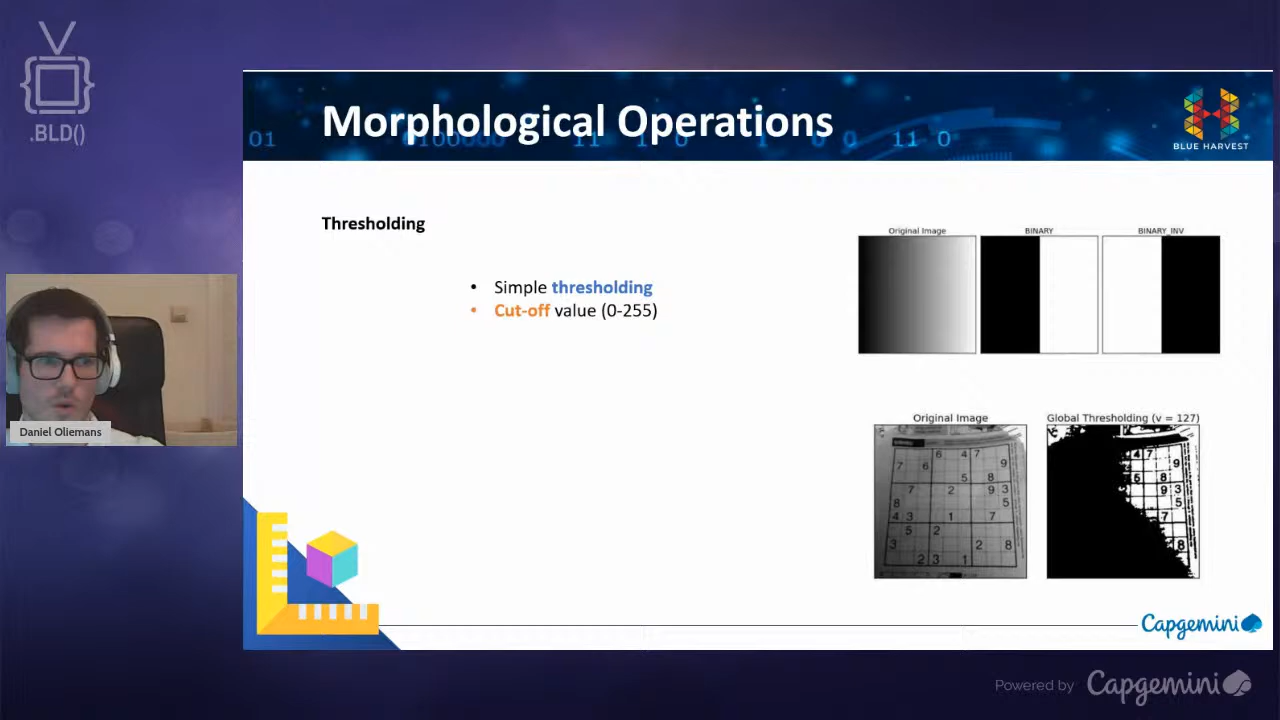 .BLD()
Morphological Operations
BLUE HARVEST
Thresholding
• Simple thresholding
• Cut-off value (0-255)
Original Image
BINARY
BINARY_INV
Daniel Oliemans
Original Image
Global Thresholding (v = 127)
Capgemini
Powered by Capgemini